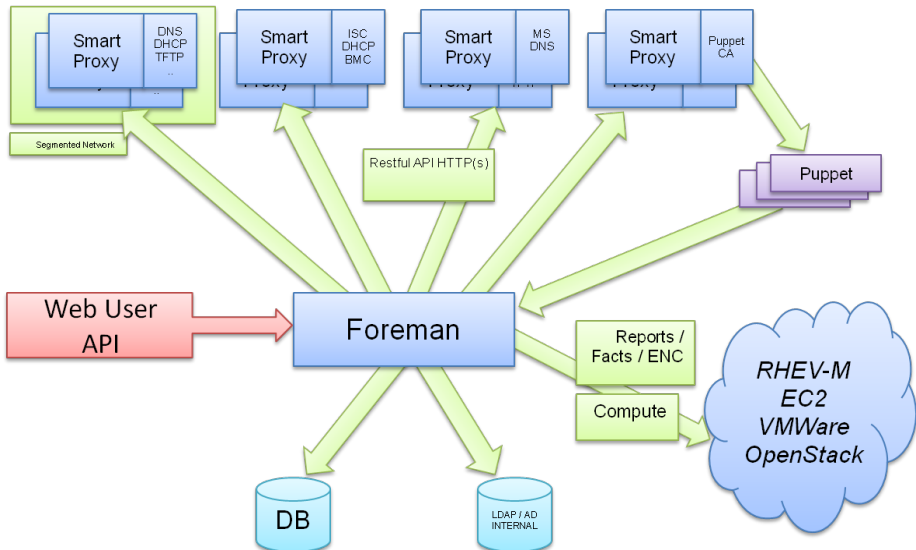 Smart
Proxy
DNS
DHCP
TFTP
..
..
Smart
Proxy
ISC
DHCP
BMC
Proxy
Smart
Proxy
MS
DNS
Smart
Proxy
Puppet
CA
Proxy
Segmented Network
Restful API HTTP(s)
Puppet
Web User
API
Foreman
Reports /
Facts / ENC
Compute
RHEV-M
EC2
VMWare
OpenStack
DB
LDAP / AD
INTERNAL